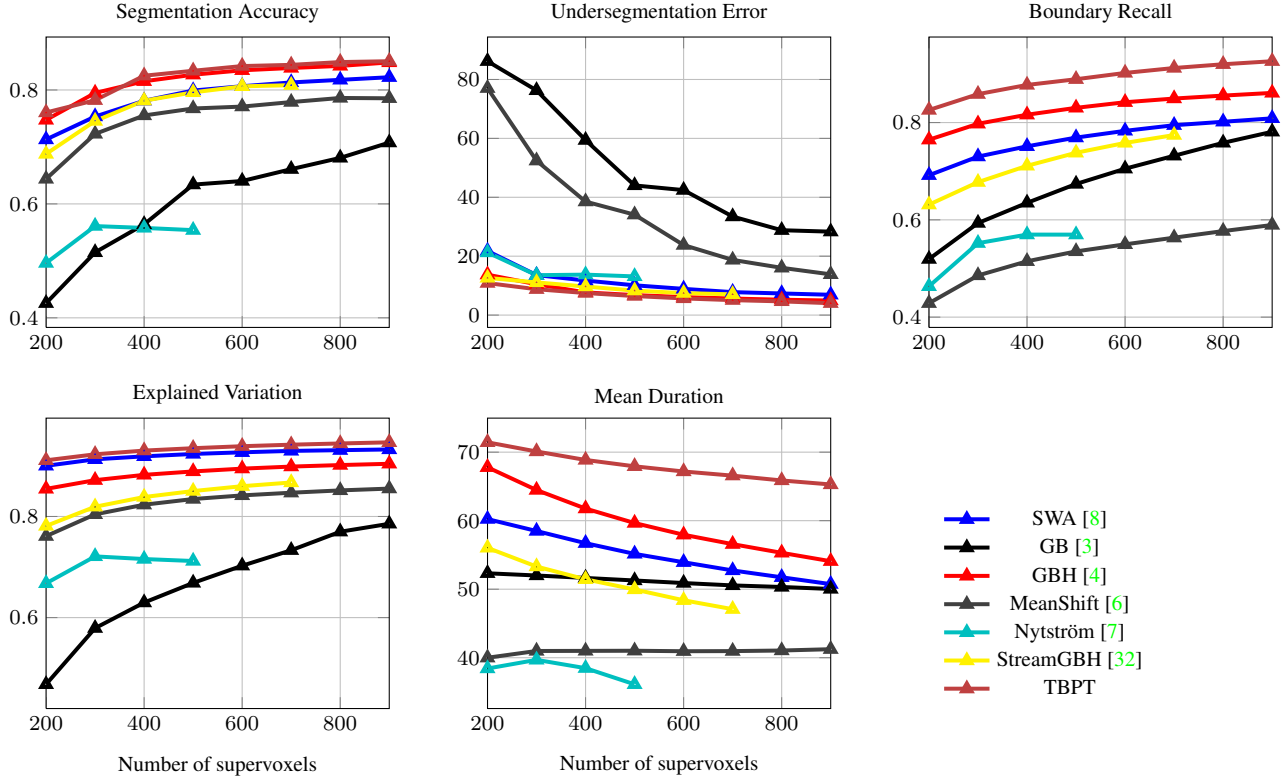 Segmentation Accuracy
Undersegmentation Error
Boundary Recall
0.8
0.6
0.4
200 400 600 800
80
60
40
20
0
200 400 600 800
0.8
0.6
0.4
200 400 600 800
Explained Variation
Mean Duration
0.8
0.6
200 400 600 800
Number of supervoxels
70
60
50
40
200 400 600 800
Number of supervoxels
SWA [8]
GB [3]
GBH [4]
MeanShift [6]
Nytström [7]
StreamGBH [32]
TBPT